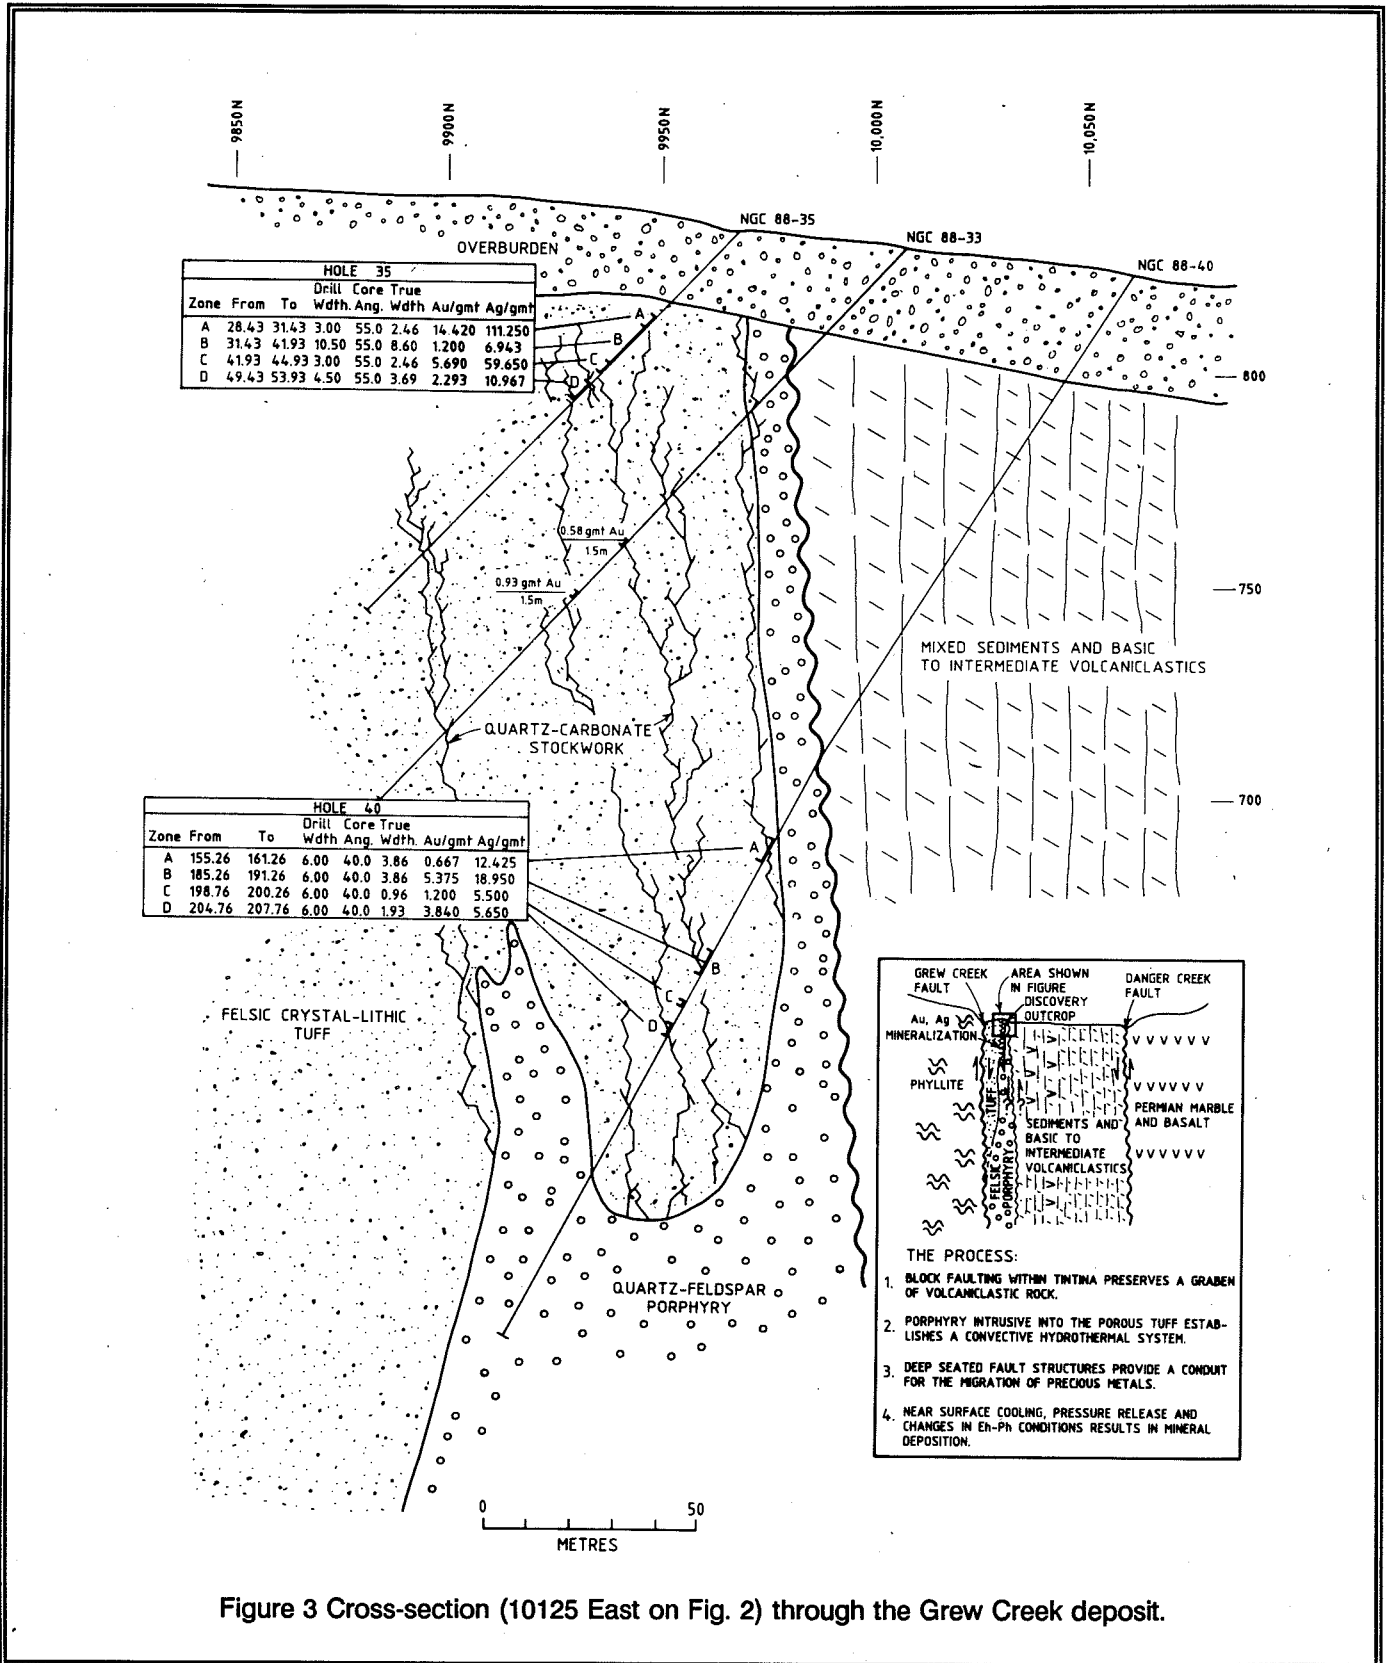 9850N
9900N
9950N
10,000N
10,050N
NGC 88-35
NGC 88-33
NGC 88-40
OVERBURDEN
HOLE 35
Zone From To Drill Wdth. Core Ang. True Wdth Au/gmt Ag/gmt
A 28.43 31.43 3.00 55.0 2.46 14.420 111.250
B 31.43 41.93 10.50 55.0 8.60 1.200 6.943
C 41.93 44.93 3.00 55.0 2.46 5.690 59.650
D 49.43 53.93 4.50 55.0 3.69 2.293 10.967
A
B
C
D
800
0.58 gmt Au
1.5m
0.93 gmt Au
1.5m
750
MIXED SEDIMENTS AND BASIC
TO INTERMEDIATE VOLCANICLASTICS
QUARTZ-CARBONATE
STOCKWORK
700
HOLE 40
Zone From To Drill Wdth Core Ang. True Wdth. Au/gmt Ag/gmt
A 155.26 161.26 6.00 40.0 3.86 0.667 12.425
B 185.26 191.26 6.00 40.0 3.86 5.375 18.950
C 198.76 200.26 6.00 40.0 0.96 1.200 5.500
D 204.76 207.76 6.00 40.0 1.93 3.840 5.650
A
B
C
D
FELSIC CRYSTAL-LITHIC
TUFF
QUARTZ-FELDSPAR
PORPHYRY
GREW CREEK
FAULT
AREA SHOWN
IN FIGURE
DISCOVERY
OUTCROP
DANGER CREEK
FAULT
Au, Ag
MINERALIZATION
PHYLLITE
TUFF
FELSIC
PORPHYRY
SEDIMENTS AND
BASIC TO
INTERMEDIATE
VOLCANICLASTICS
PERMIAN MARBLE
AND BASALT
THE PROCESS:
1. BLOCK FAULTING WITHIN TINTINA PRESERVES A GRABEN
OF VOLCANICLASTIC ROCK.
2. PORPHYRY INTRUSIVE INTO THE POROUS TUFF ESTAB-
LISHES A CONVECTIVE HYDROTHERMAL SYSTEM.
3. DEEP SEATED FAULT STRUCTURES PROVIDE A CONDUIT
FOR THE MIGRATION OF PRECIOUS METALS.
4. NEAR SURFACE COOLING, PRESSURE RELEASE AND
CHANGES IN Eh-Ph CONDITIONS RESULTS IN MINERAL
DEPOSITION.
0 50
METRES
Figure 3 Cross-section (10125 East on Fig. 2) through the Grew Creek deposit.